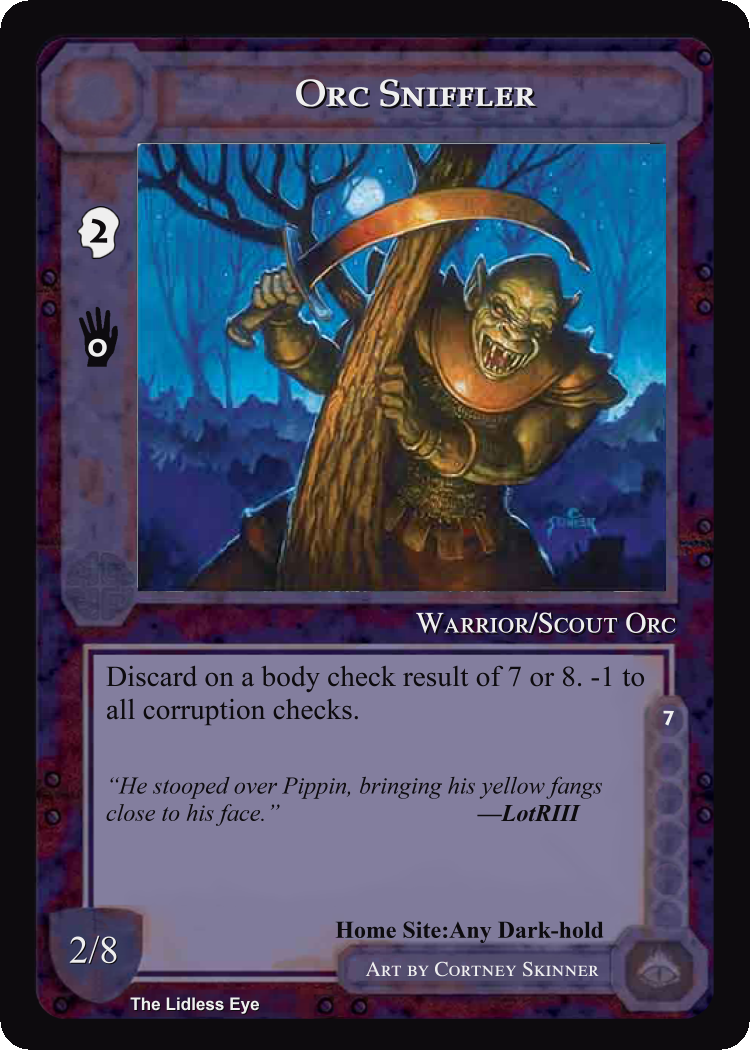 Orc Sniffler
2
0
Skinner
Warrior/Scout Orc
Discard on a body check result of 7 or 8. -1 to
all corruption checks.
7
“He stooped over Pippin, bringing his yellow fangs
close to his face.” —LotRIII
Home Site:Any Dark-hold
2/8
Art by Cortney Skinner
The Lidless Eye